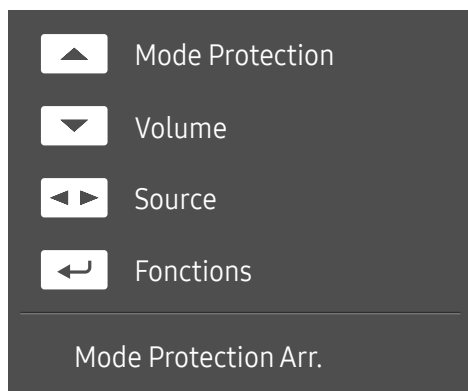 Mode Protection
Volume
Source
Fonctions
Mode Protection Arr.